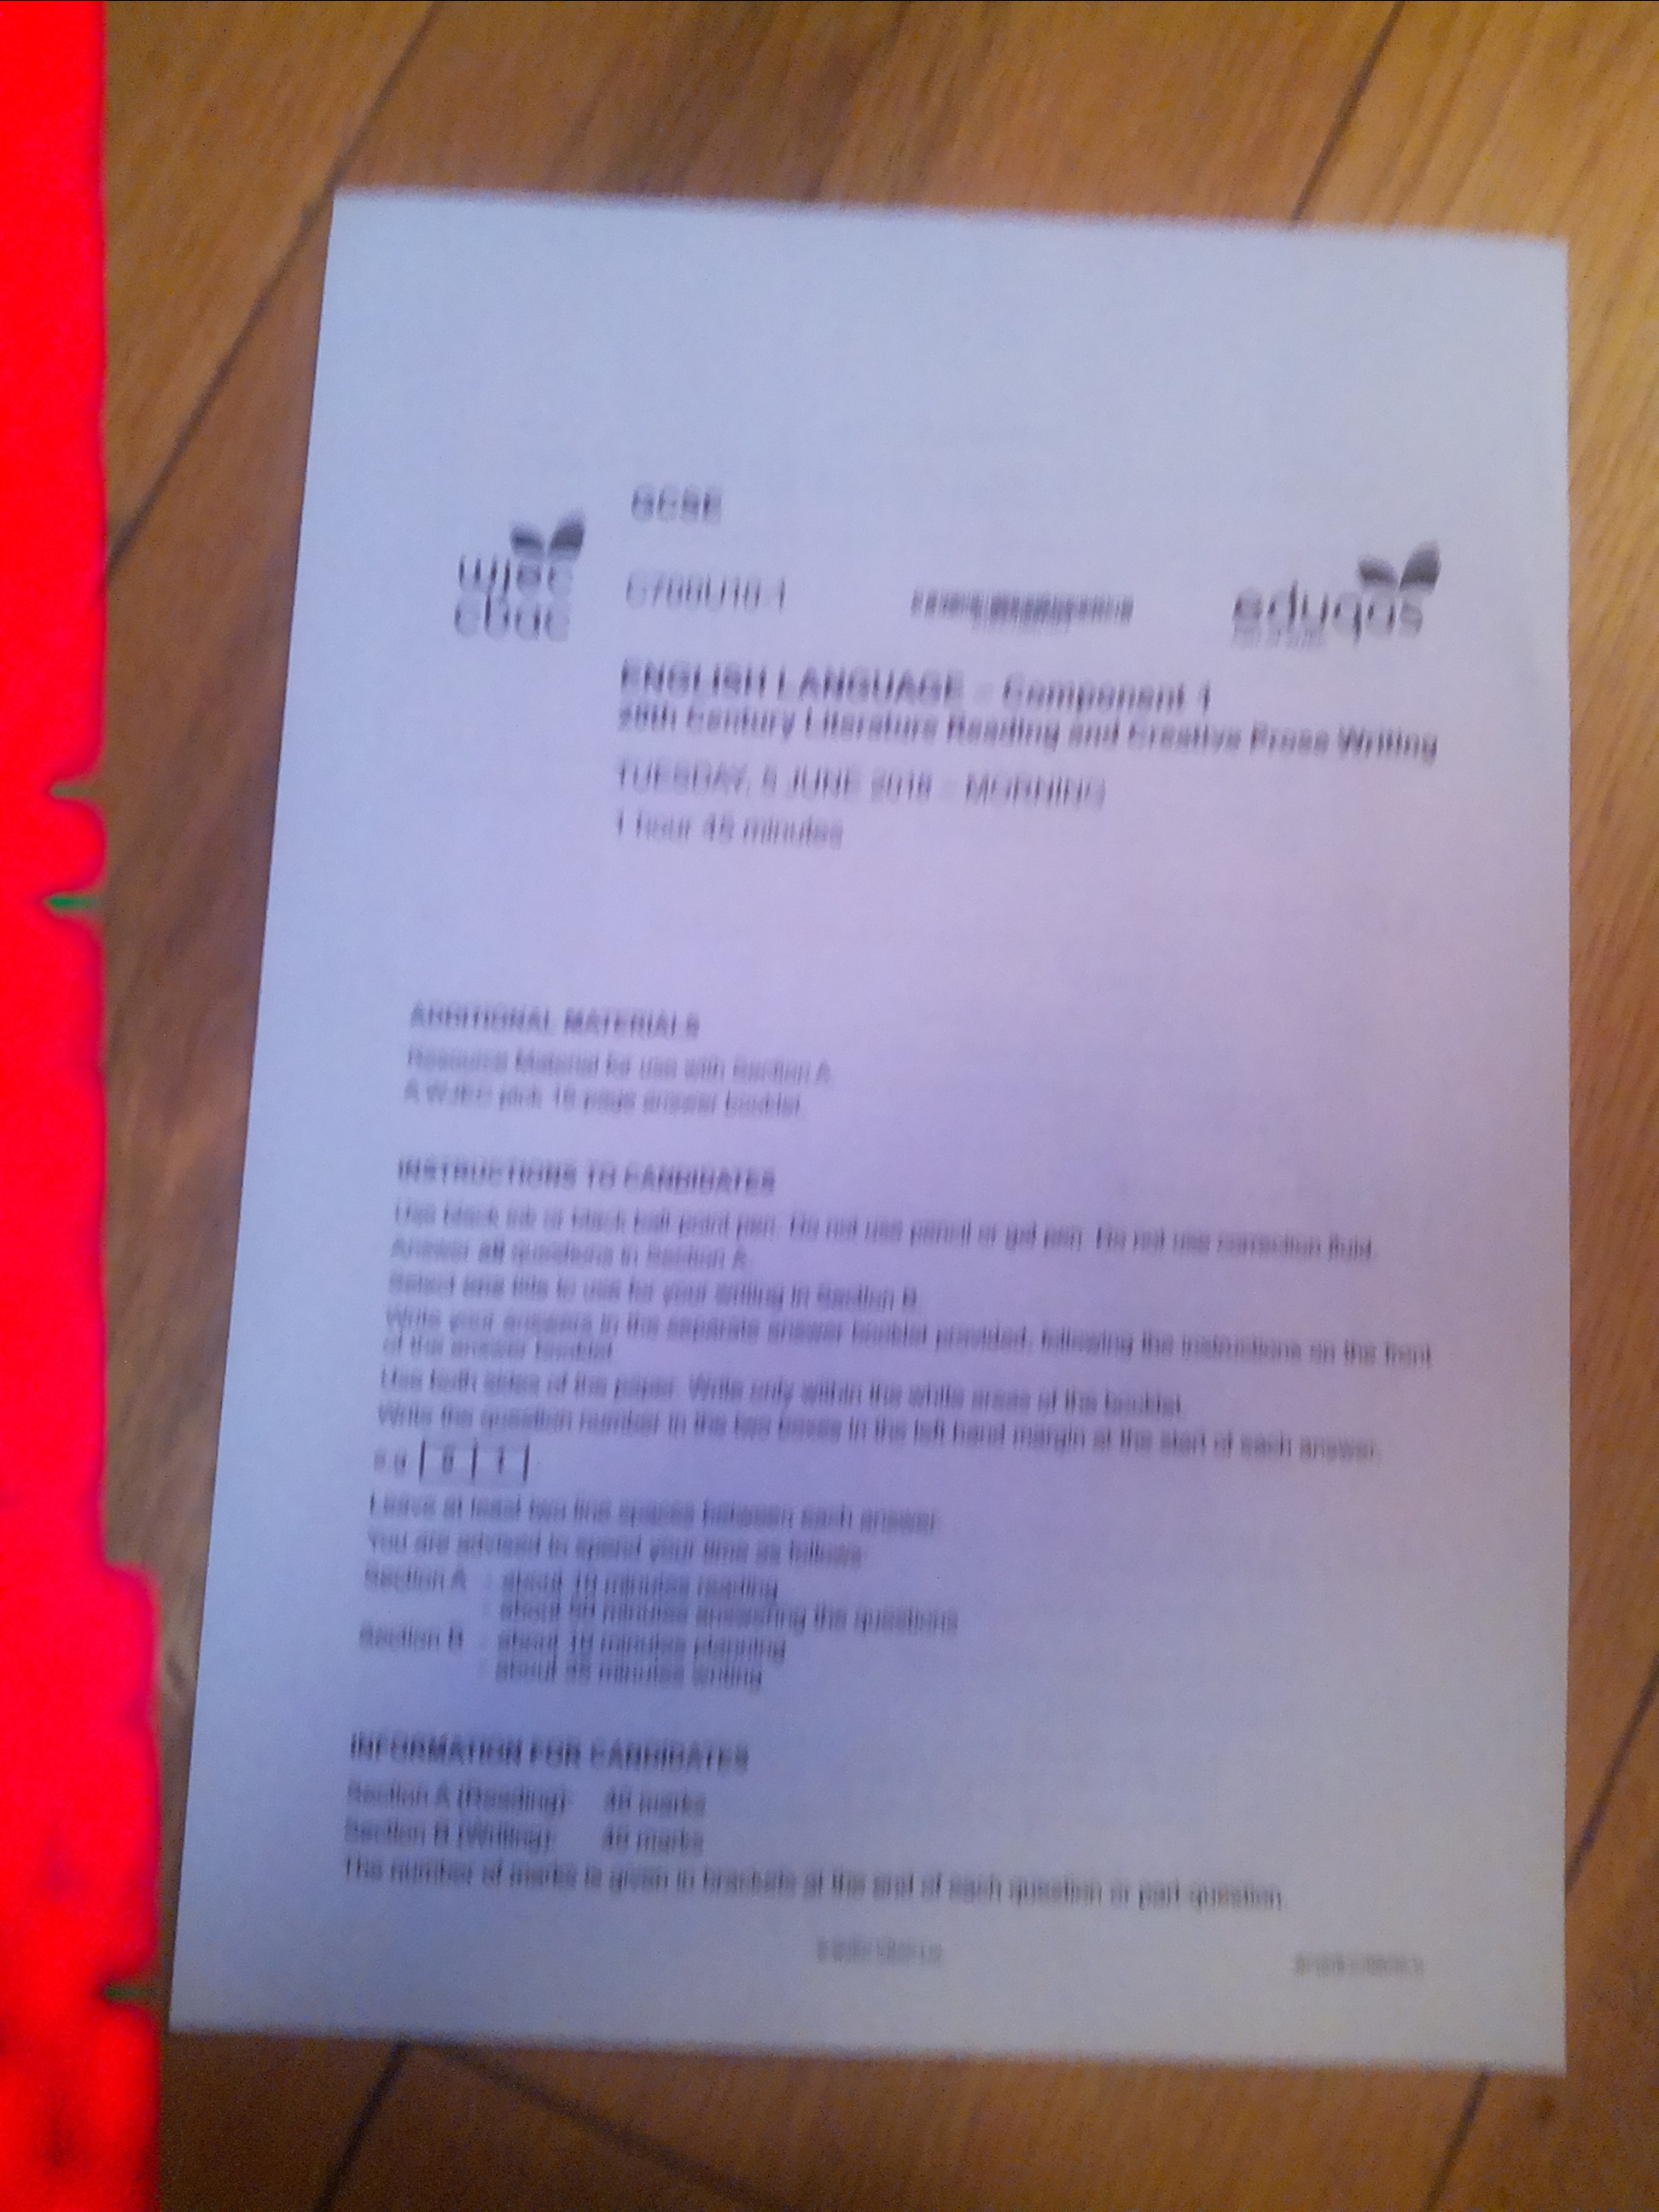 GCSE
wjec
cbac
C700U10-1
eduqas
ENGLISH LANGUAGE – Component 1
20th Century Literature Reading and Creative Prose Writing
TUESDAY, 5 JUNE 2018 – MORNING
1 hour 45 minutes
ADDITIONAL MATERIALS
Resource Material for use with Section A.
A WJEC pink 16-page answer booklet.
INSTRUCTIONS TO CANDIDATES
Use black ink or black ball-point pen. Do not use pencil or gel pen. Do not use correction fluid.
Answer all questions in Section A.
Select one title to use for your writing in Section B.
Write your answers in the separate answer booklet provided, following the instructions on the front
of the answer booklet.
Use both sides of the paper. Write only within the white areas of the booklet.
Write the question number in the two boxes in the left hand margin at the start of each answer,
e.g. 0 1
Leave at least two line spaces between each answer.
You are advised to spend your time as follows:
Section A - about 10 minutes reading
- about 50 minutes answering the questions
Section B - about 10 minutes planning
- about 35 minutes writing
INFORMATION FOR CANDIDATES
Section A (Reading): 40 marks
Section B (Writing): 40 marks
The number of marks is given in brackets at the end of each question or part-question.